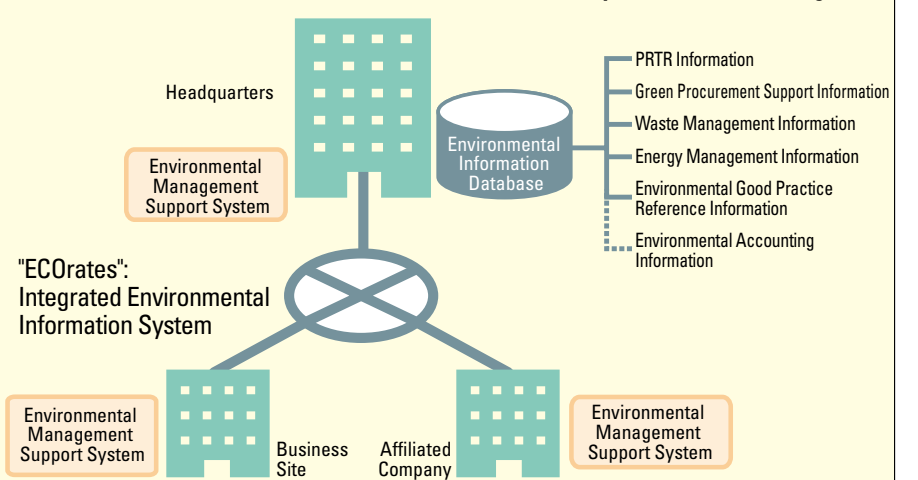 Headquarters
Environmental
Management
Support System
Environmental
Information
Database
PRTR Information
Green Procurement Support Information
Waste Management Information
Energy Management Information
Environmental Good Practice
Reference Information
Environmental Accounting
Information
"ECOrates":
Integrated Environmental
Information System
Environmental
Management
Support System
Business
Site
Affiliated
Company
Environmental
Management
Support System